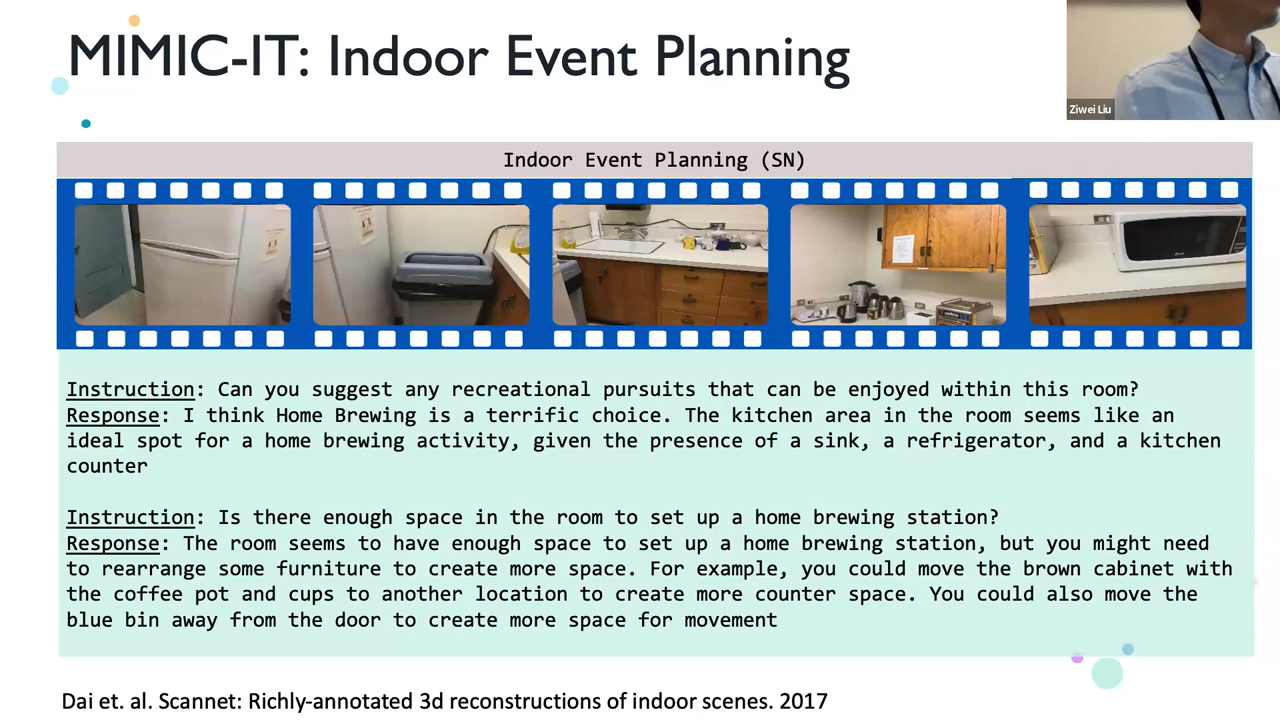 MIMIC-IT: Indoor Event Planning
Ziwei Liu
Indoor Event Planning (SN)
Instruction: Can you suggest any recreational pursuits that can be enjoyed within this room?
Response: I think Home Brewing is a terrific choice. The kitchen area in the room seems like an
ideal spot for a home brewing activity, given the presence of a sink, a refrigerator, and a kitchen
counter
Instruction: Is there enough space in the room to set up a home brewing station?
Response: The room seems to have enough space to set up a home brewing station, but you might need
to rearrange some furniture to create more space. For example, you could move the brown cabinet with
the coffee pot and cups to another location to create more counter space. You could also move the
blue bin away from the door to create more space for movement
Dai et. al. Scannet: Richly-annotated 3d reconstructions of indoor scenes. 2017